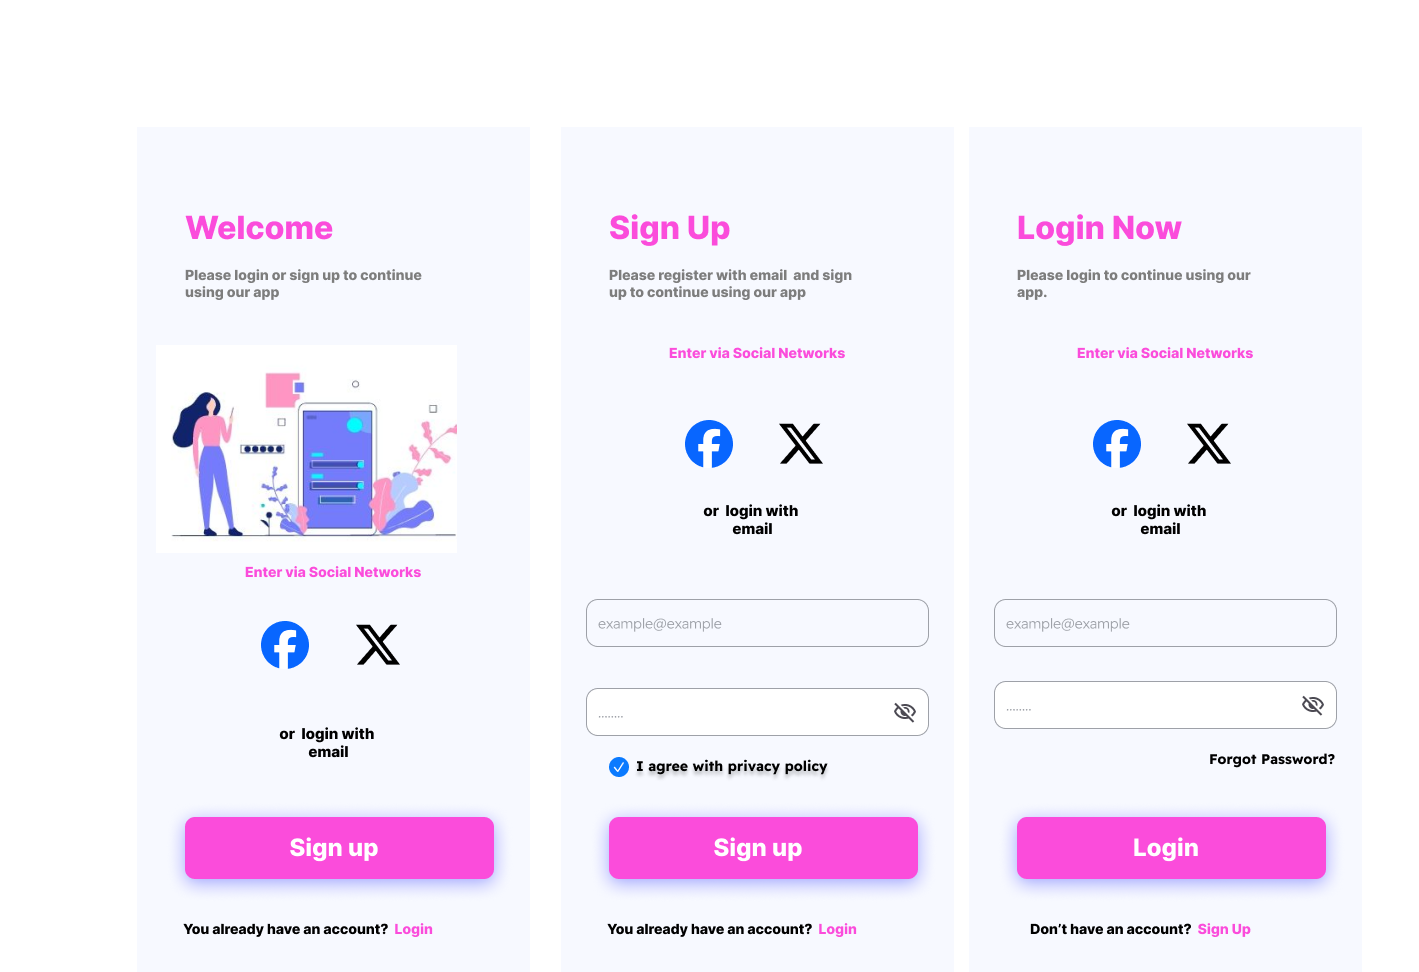 Welcome
Please login or sign up to continue
using our app
Enter via Social Networks
or  login with
email
Sign up
You already have an account?  Login
Sign Up
Please register with email  and sign
up to continue using our app
Enter via Social Networks
or  login with
email
example@example
........
I agree with privacy policy
Sign up
You already have an account?  Login
Login Now
Please login to continue using our
app.
Enter via Social Networks
or  login with
email
example@example
........
Forgot Password?
Login
Don’t have an account?  Sign Up